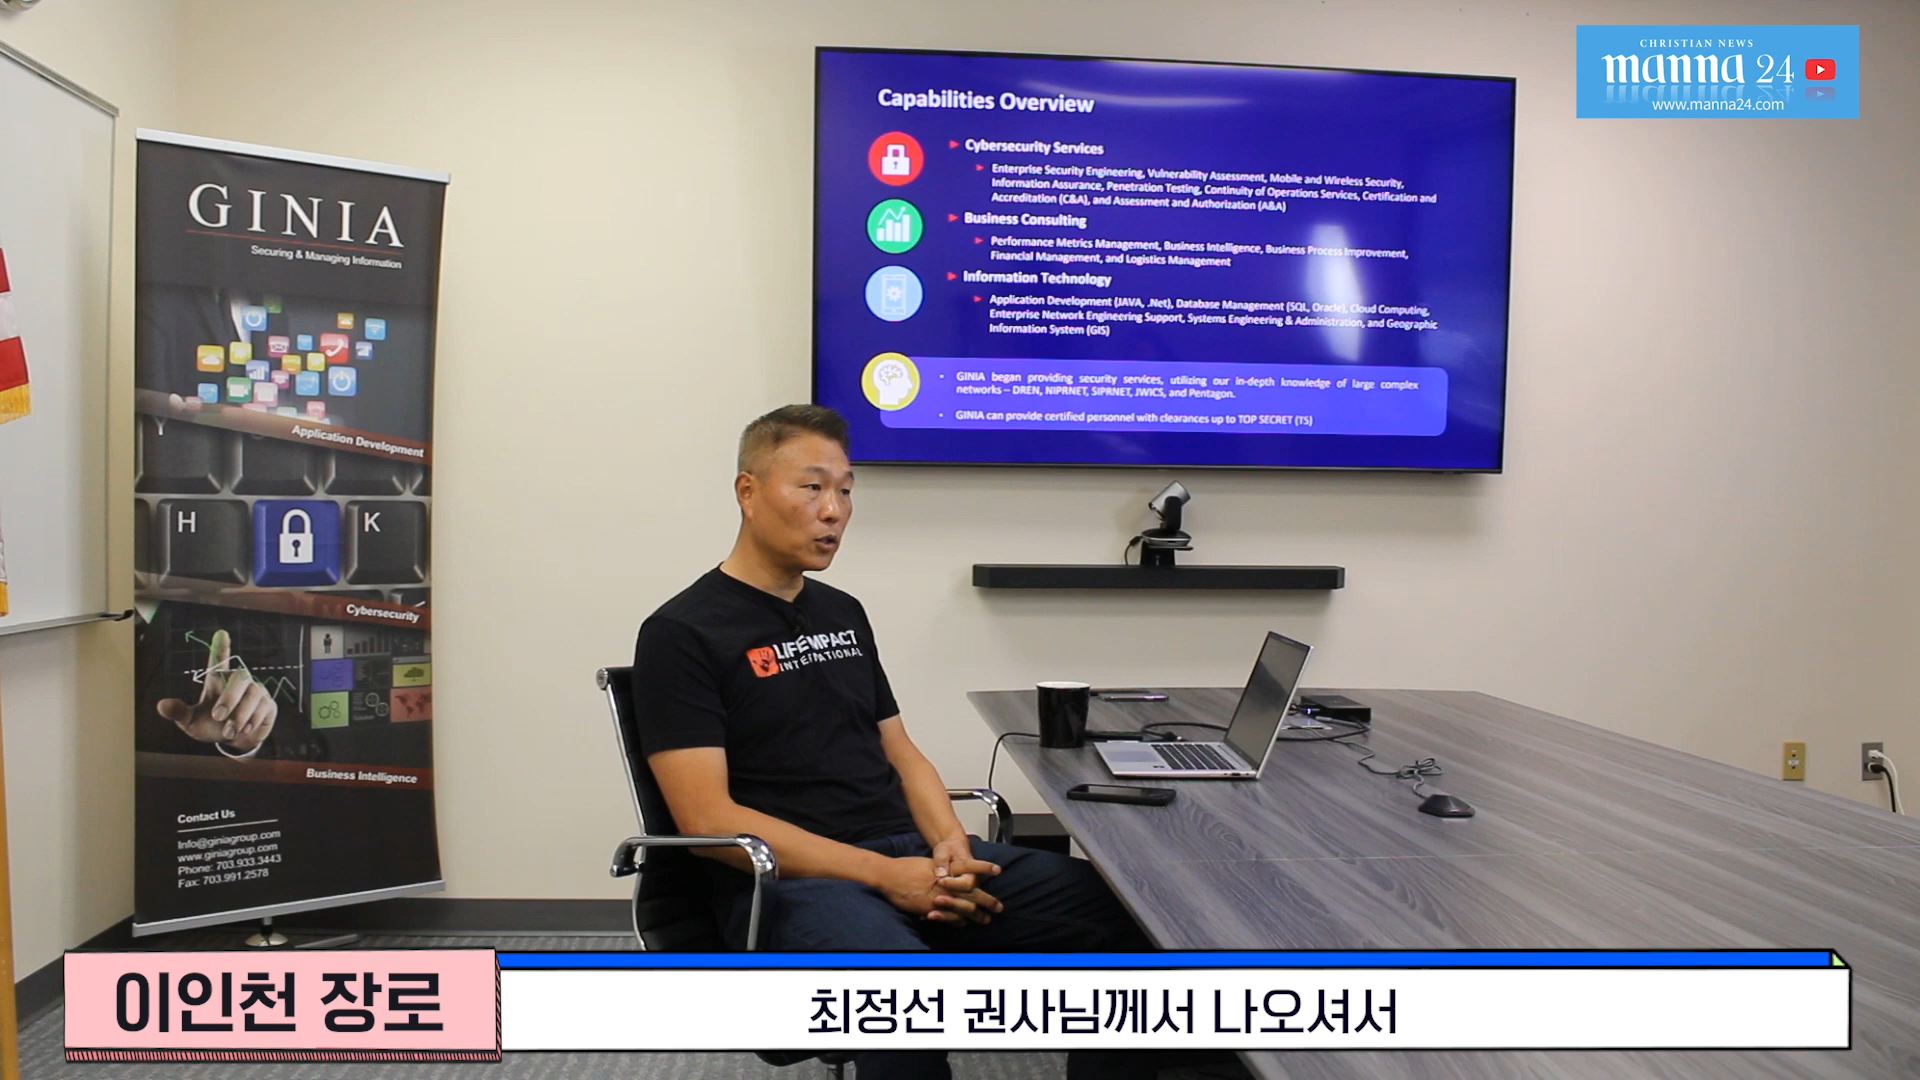 CHRISTIAN NEWS
manna 24
www.manna24.com
Capabilities Overview
Cybersecurity Services
Enterprise Security Engineering, Vulnerability Assessment, Mobile and Wireless Security,
Information Assurance, Penetration Testing, Continuity of Operations Services, Certification and
Accreditation (C&A), and Assessment and Authorization (A&A)
Business Consulting
Performance Metrics Management, Business Intelligence, Business Process Improvement,
Financial Management, and Logistics Management
Information Technology
Application Development (JAVA, .Net), Database Management (SQL, Oracle), Cloud Computing,
Enterprise Network Engineering Support, Systems Engineering & Administration, and Geographic
Information System (GIS)
• GINIA began providing security services, utilizing our in-depth knowledge of large complex
networks – DREN, NIPRNET, SIPRNET, JWICS, and Pentagon.
• GINIA can provide certified personnel with clearances up to TOP SECRET (TS)
GINIA
Securing & Managing Information
Application Development
Y
H
K
Cybersecurity
Business Intelligence
Contact Us
Info@giniagroup.com
www.giniagroup.com
Phone: 703.933.3443
Fax: 703.991.2578
LIFE IMPACT
INTERNATIONAL
이인천 장로
최정선 권사님께서 나오셔서